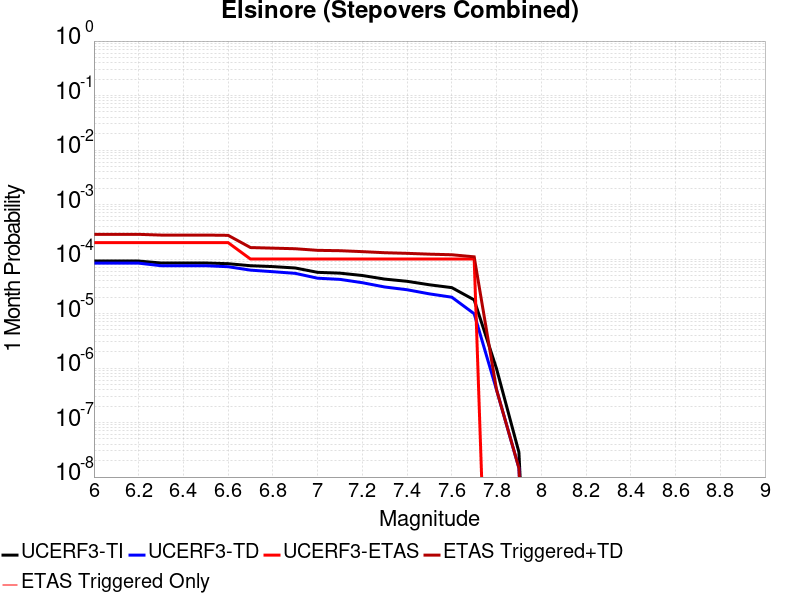 Elsinore (Stepovers Combined)
10^0
10^-1
10^-2
10^-3
10^-4
10^-5
10^-6
10^-7
10^-8
1 Month Probability
6 6.2 6.4 6.6 6.8 7 7.2 7.4 7.6 7.8 8 8.2 8.4 8.6 8.8 9
Magnitude
UCERF3-TI UCERF3-TD UCERF3-ETAS ETAS Triggered+TD
ETAS Triggered Only